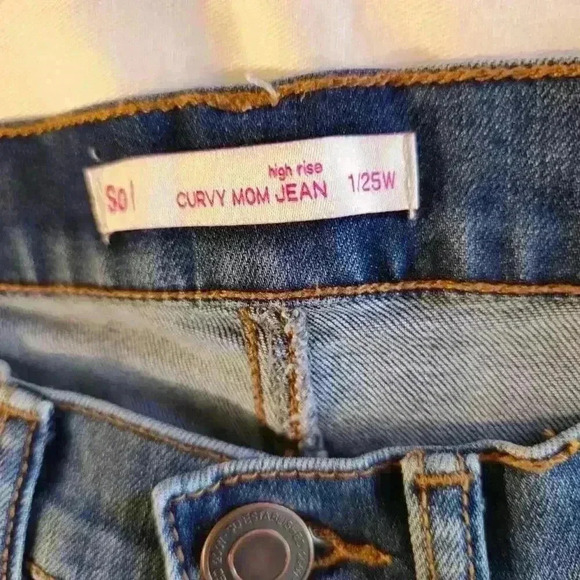 So!
high rise
CURVY MOM JEAN
1/25W